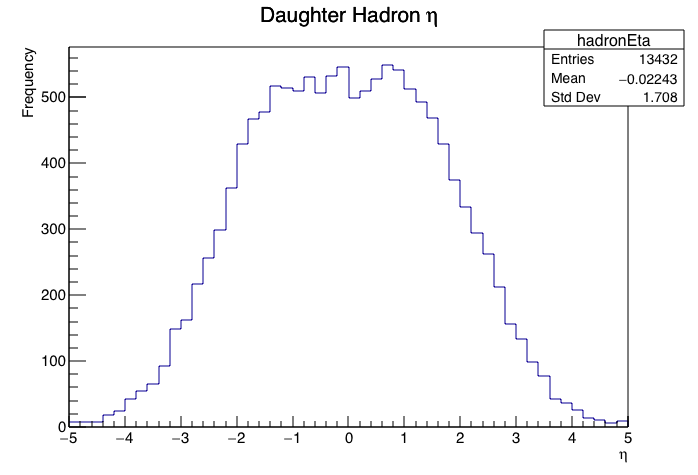 Daughter Hadron η
hadronEta
Entries 13432
Mean −0.02243
Std Dev 1.708
Frequency
500
400
300
200
100
0
−5 −4 −3 −2 −1 0 1 2 3 4 5
η